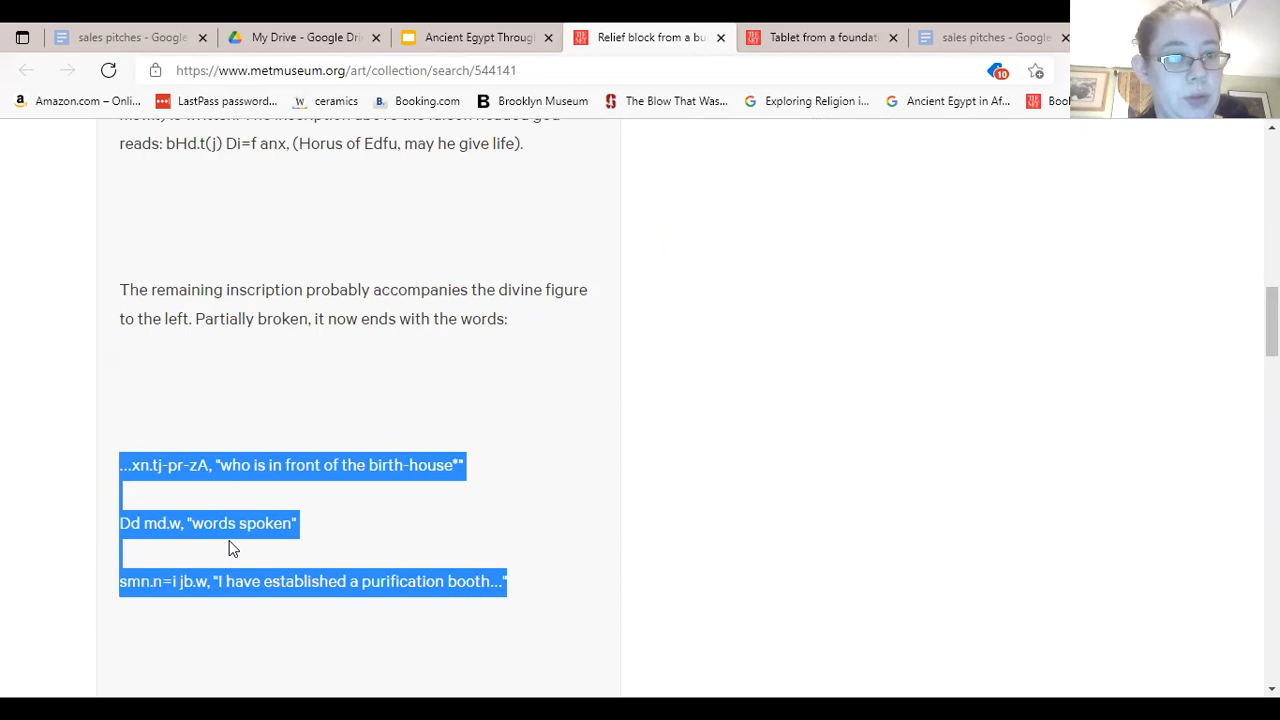 sales pitches - Google
My Drive - Google Dri
Ancient Egypt Throug
Relief block from a bu
Tablet from a foundat
sales pitches - Google
https://www.metmuseum.org/art/collection/search/544141
10
Amazon.com – Onli...
LastPass password...
ceramics
Booking.com
Brooklyn Museum
The Blow That Was...
Exploring Religion i...
Ancient Egypt in Af...
Boo
reads: bHd.t(j) Di=f anx, (Horus of Edfu, may he give life).
The remaining inscription probably accompanies the divine figure
to the left. Partially broken, it now ends with the words:
...xn.tj-pr-zA, "who is in front of the birth-house*"
Dd md.w, "words spoken"
smn.n=i jb.w, "I have established a purification booth..."